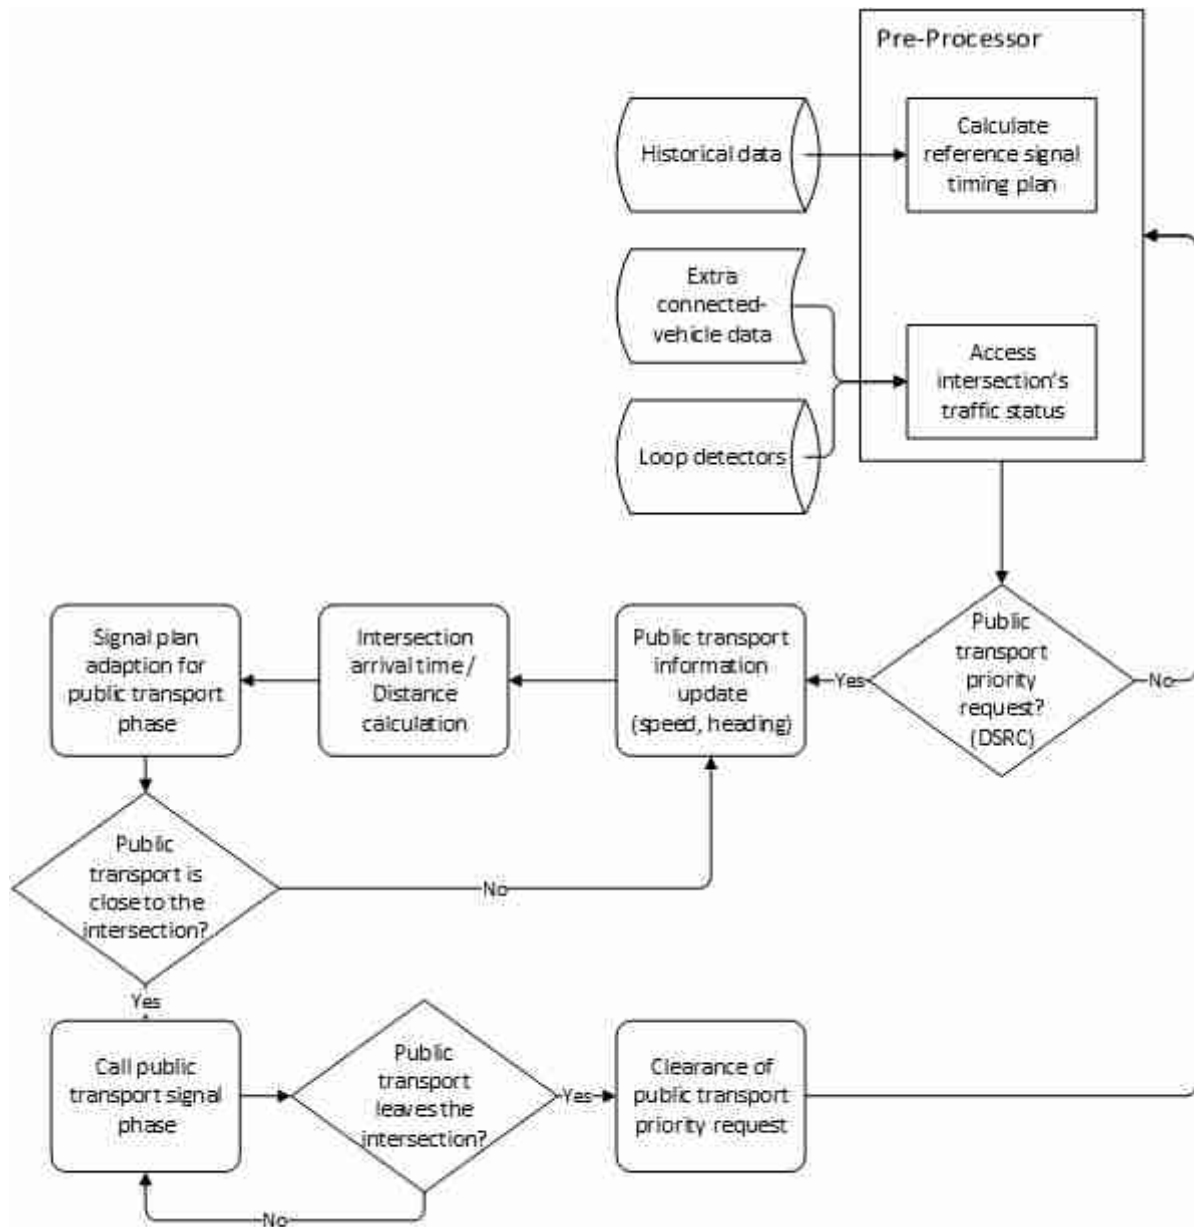 Pre-Processor
Historical data
Calculate
reference signal
timing plan
Extra
connected-
vehicle data
Access
intersection's
traffic status
Loop detectors
Signal plan
adaption for
public transport
phase
Intersection
arrival time /
Distance
calculation
Public transport
information
update
(speed, heading)
Yes
Public
transport
priority
request?
(DSRC)
No
Public
transport is
close to the
intersection?
No
Yes
Call public
transport signal
phase
Public
transport
leaves the
intersection?
Yes
Clearance of
public transport
priority request
No